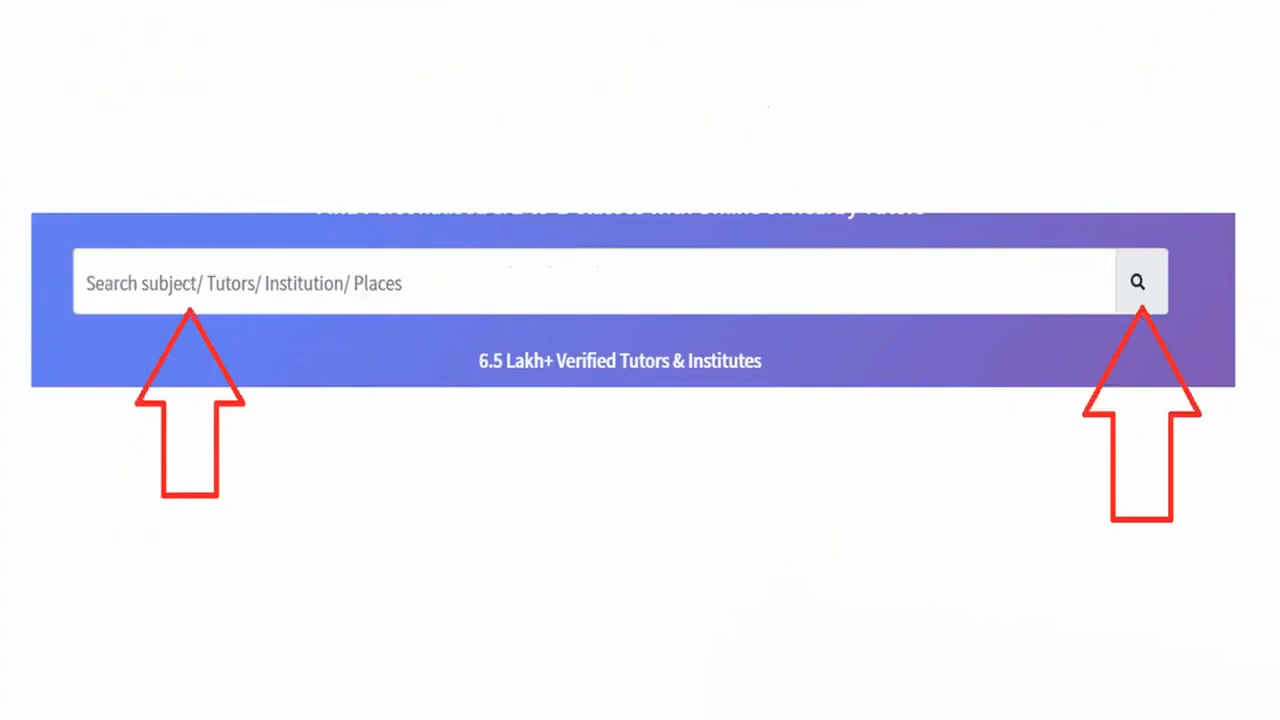 Search subject/ Tutors/ Institution/ Places
6.5 Lakh+ Verified Tutors & Institutes